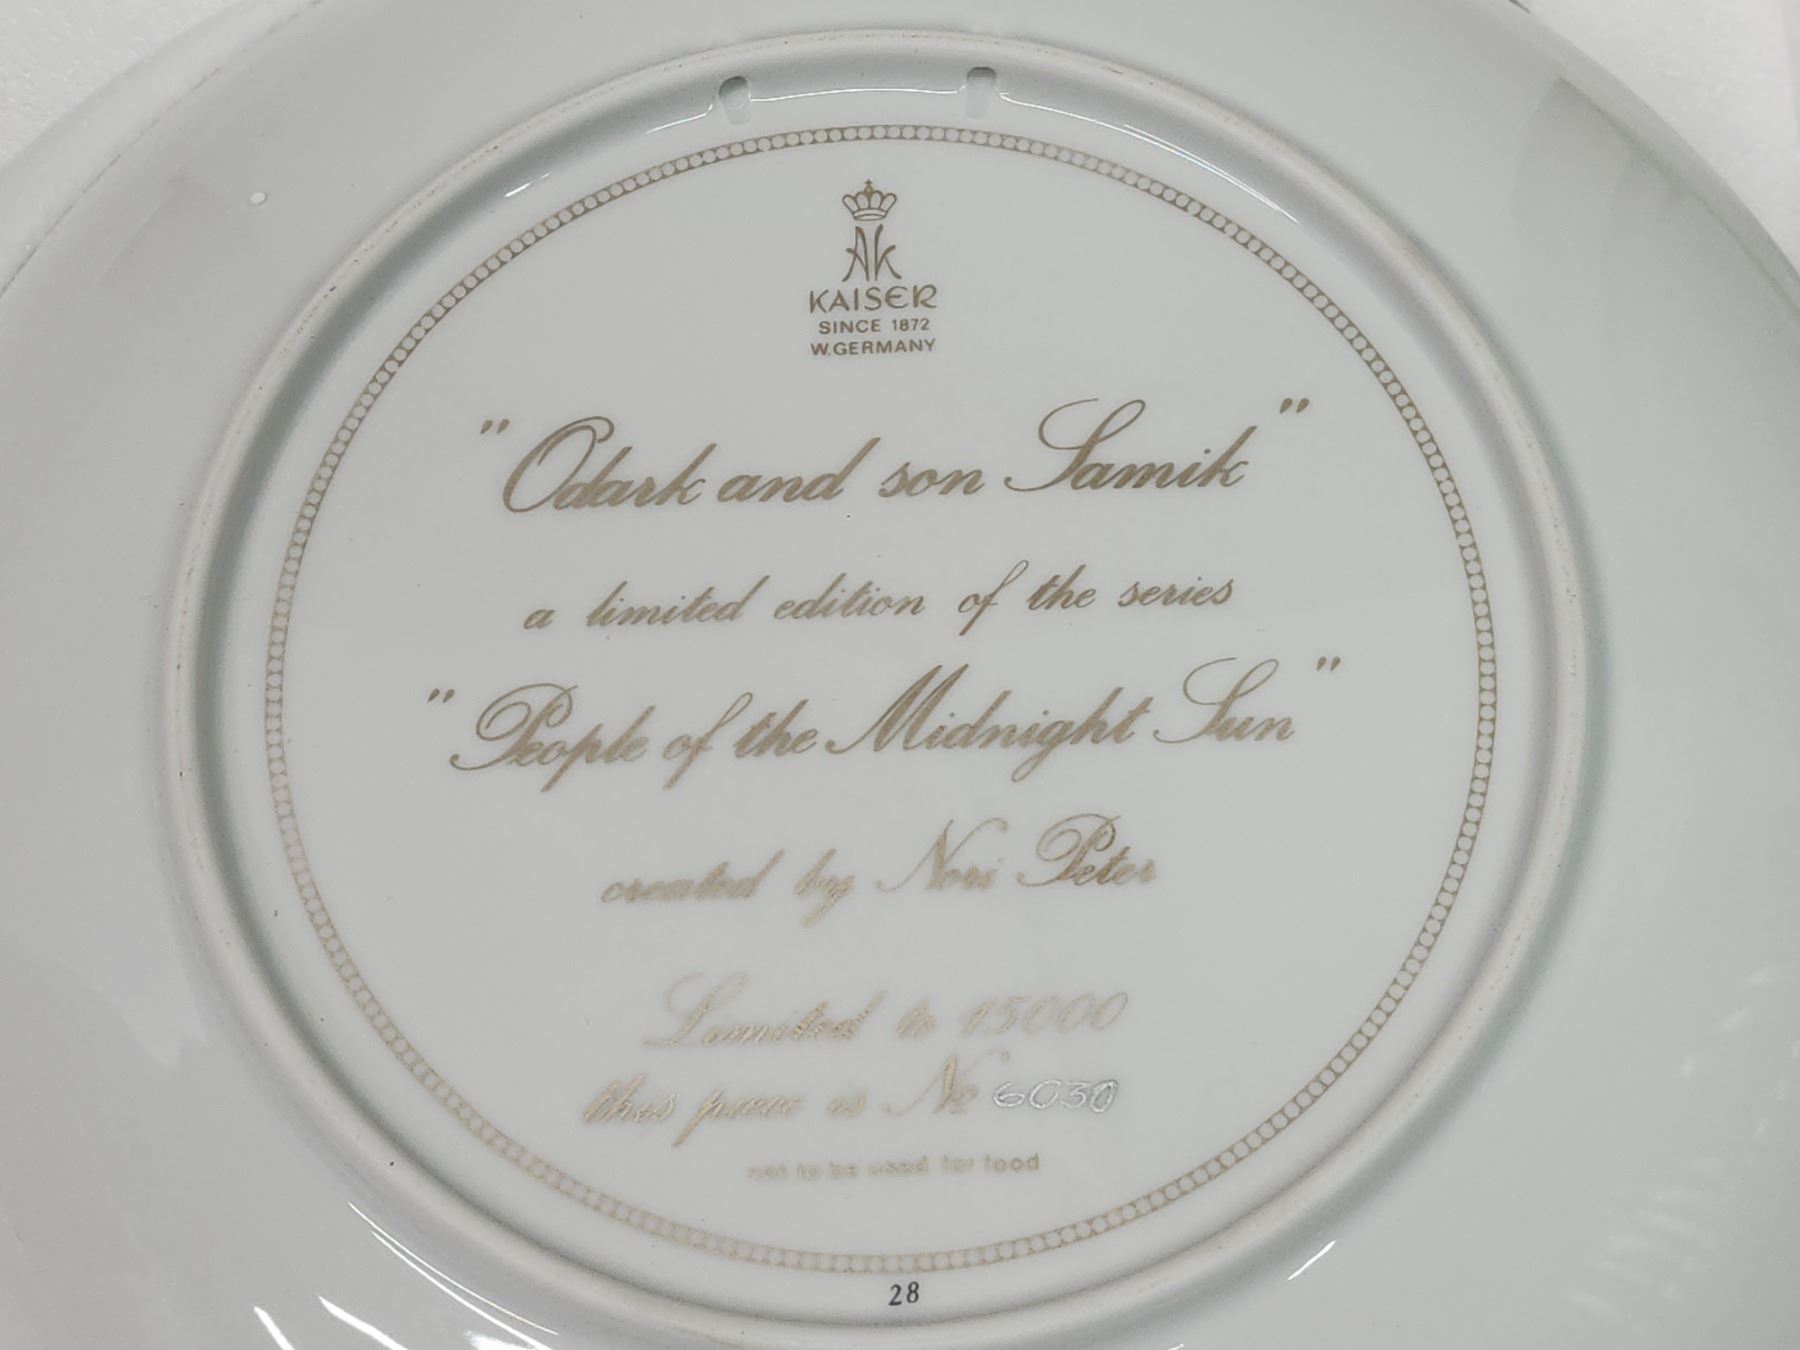 AK
KAISER
SINCE 1872
W.GERMANY
"Odark and son Samik"
a limited edition of the series
"People of the Midnight Sun"
created by Nori Peter
Limited to 15000
this piece is No 6030
not to be used for food
28